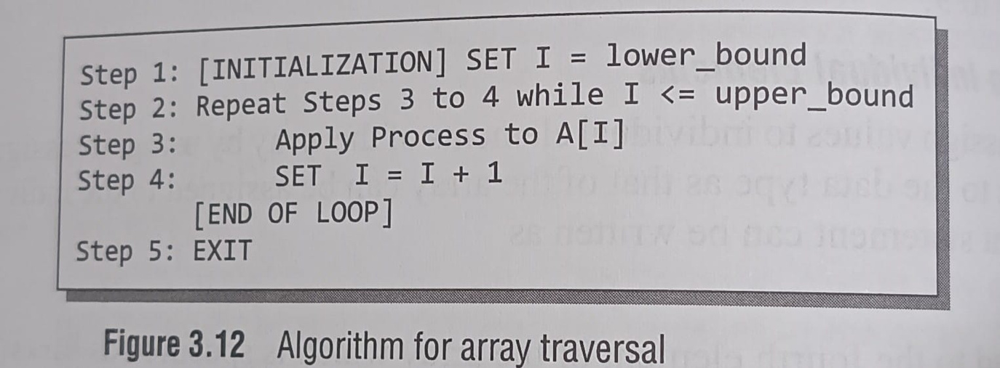 Step 1: [INITIALIZATION] SET I = lower_bound
Step 2: Repeat Steps 3 to 4 while I <= upper_bound
Step 3: Apply Process to A[I]
Step 4: SET I = I + 1
[END OF LOOP]
Step 5: EXIT
Figure 3.12 Algorithm for array traversal